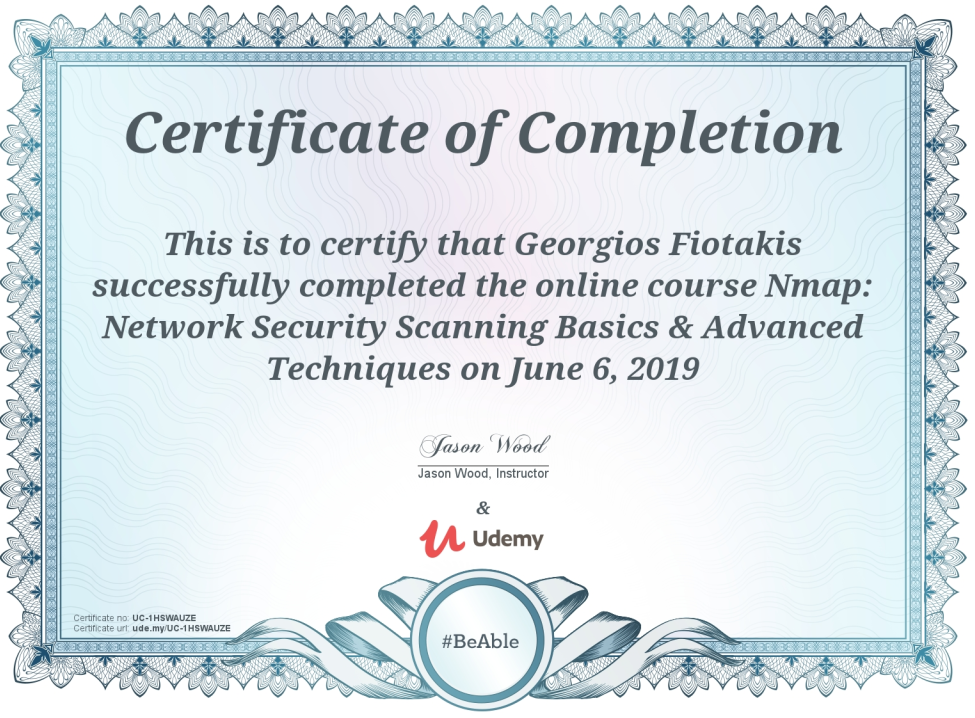 Certificate of Completion
This is to certify that Georgios Fiotakis
successfully completed the online course Nmap:
Network Security Scanning Basics & Advanced
Techniques on June 6, 2019
Jason Wood
Jason Wood, Instructor
&
Udemy
Certificate no: UC-1HSWAUZE
Certificate url: ude.my/UC-1HSWAUZE
#BeAble